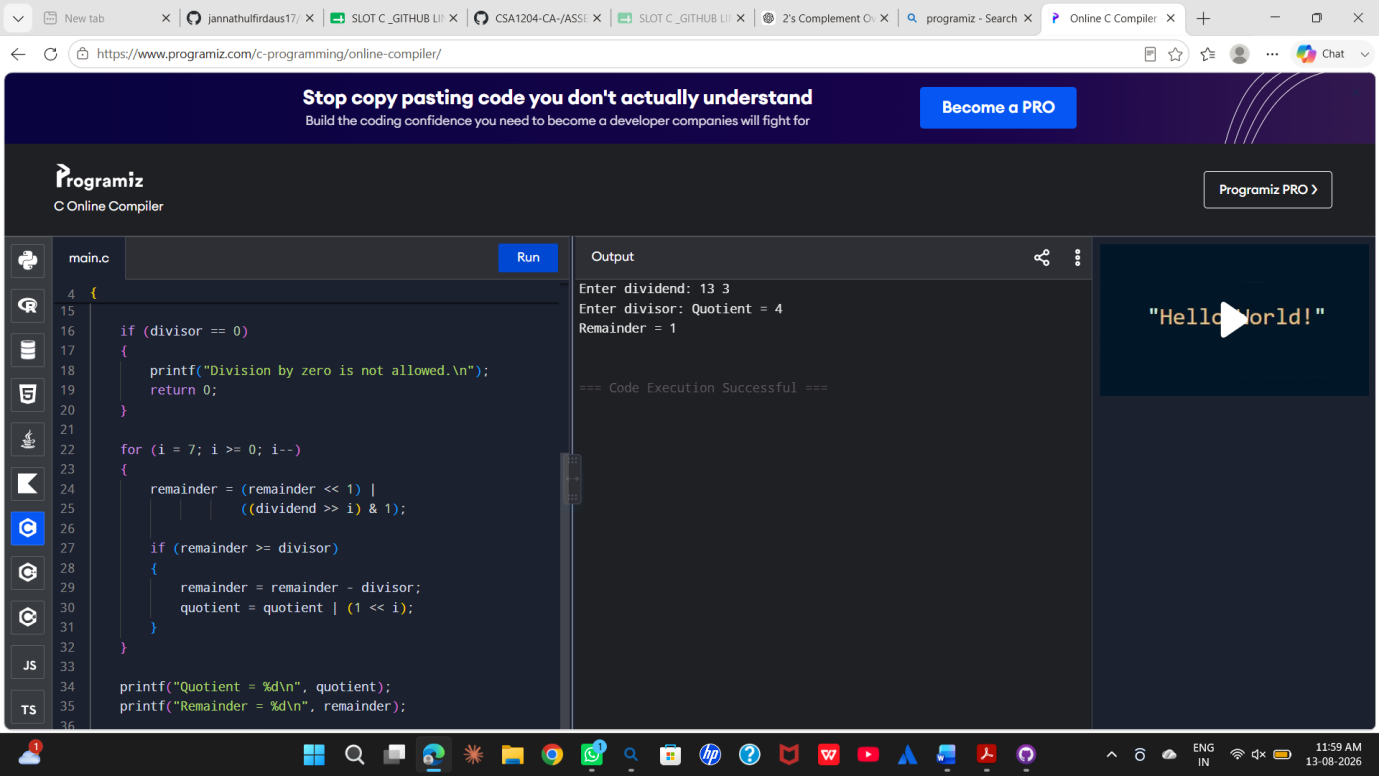 New tab
jannathulfirdaus17/
SLOT C _GITHUB LIN
CSA1204-CA-/ASSE
SLOT C _GITHUB LIN
2's Complement Ov
programiz - Search
Online C Compiler
https://www.programiz.com/c-programming/online-compiler/
Chat
Stop copy pasting code you don't actually understand
Build the coding confidence you need to become a developer companies will fight for
Become a PRO
Programiz
C Online Compiler
Programiz PRO
main.c
Run
4 {
15
16 if (divisor == 0)
17 {
18 printf("Division by zero is not allowed.\n");
19 return 0;
20 }
21
22 for (i = 7; i >= 0; i--)
23 {
24 remainder = (remainder << 1) |
25 ((dividend >> i) & 1);
26
27 if (remainder >= divisor)
28 {
29 remainder = remainder - divisor;
30 quotient = quotient | (1 << i);
31 }
32 }
33
34 printf("Quotient = %d\n", quotient);
35 printf("Remainder = %d\n", remainder);
36
Output
Enter dividend: 13 3
Enter divisor: Quotient = 4
Remainder = 1
=== Code Execution Successful ===
"Hello World!"
JS
TS
1
1
ENG
IN
11:59 AM
13-08-2026